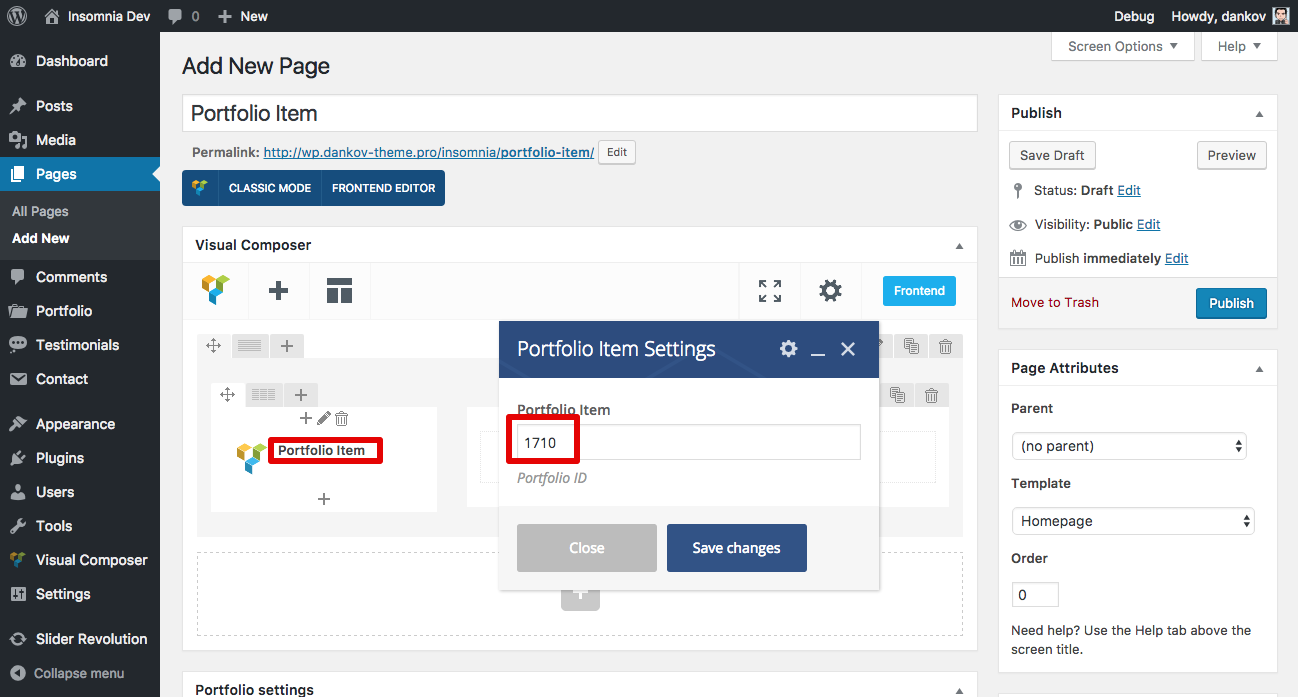 Insomnia Dev 0 New Debug Howdy, dankov
Screen Options Help
Dashboard
Posts
Media
Pages
All Pages
Add New
Comments
Portfolio
Testimonials
Contact
Appearance
Plugins
Users
Tools
Visual Composer
Settings
Slider Revolution
Collapse menu
Add New Page
Portfolio Item
Permalink: http://wp.dankov-theme.pro/insomnia/portfolio-item/ Edit
CLASSIC MODE FRONTEND EDITOR
Visual Composer
Frontend
Portfolio Item
Portfolio Item Settings
Portfolio Item
1710
Portfolio ID
Close Save changes
Portfolio settings
Publish
Save Draft Preview
Status: Draft Edit
Visibility: Public Edit
Publish immediately Edit
Move to Trash Publish
Page Attributes
Parent
(no parent)
Template
Homepage
Order
0
Need help? Use the Help tab above the
screen title.